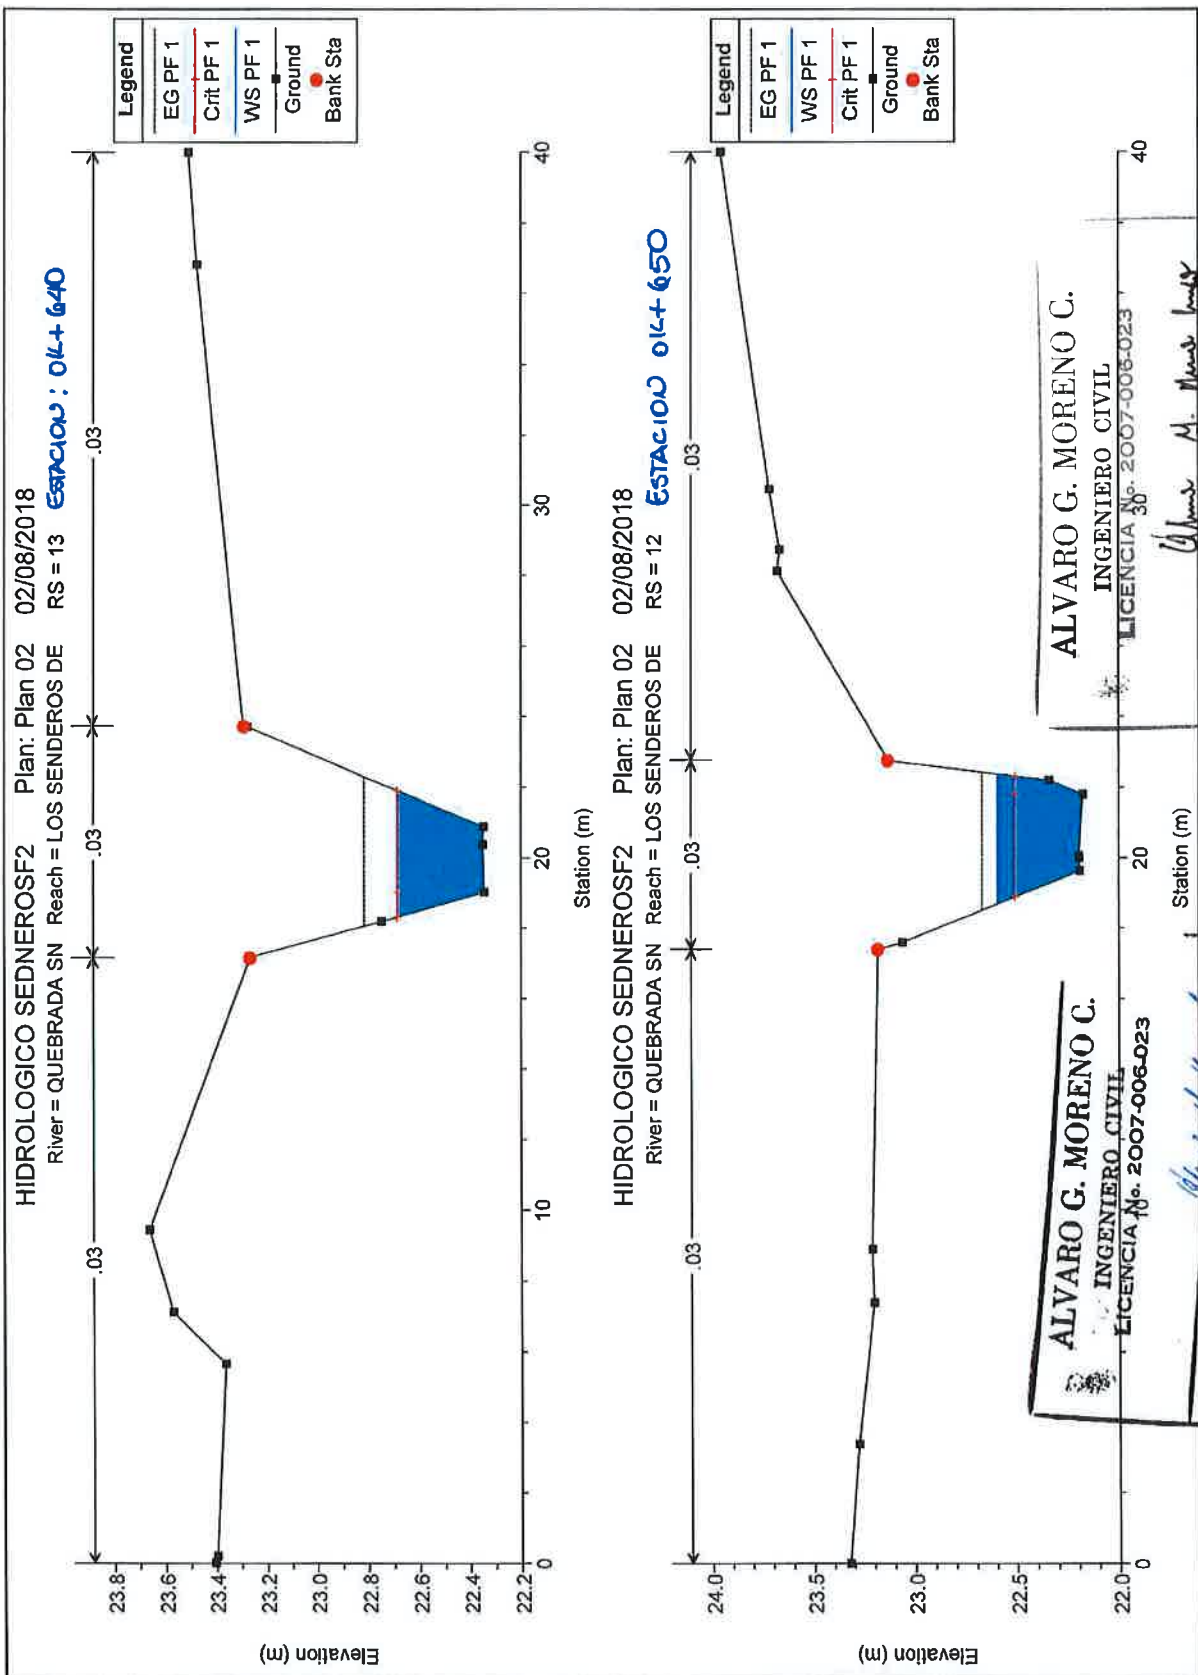 HIDROLOGICO SEDNEROSF2 Plan: Plan 02 02/08/2018
River = QUEBRADA SN Reach = LOS SENDEROS DE RS = 13 ESTACION: 0K+640
.03
.03
.03
Legend
EG PF 1
Crit PF 1
WS PF 1
Ground
Bank Sta
Elevation (m)
23.8
23.6
23.4
23.2
23.0
22.8
22.6
22.4
22.2
0
10
20
30
40
Station (m)
HIDROLOGICO SEDNEROSF2 Plan: Plan 02 02/08/2018
River = QUEBRADA SN Reach = LOS SENDEROS DE RS = 12 ESTACION 0K+650
.03
.03
.03
Legend
EG PF 1
WS PF 1
Crit PF 1
Ground
Bank Sta
Elevation (m)
24.0
23.5
23.0
22.5
22.0
0
10
20
30
40
Station (m)
1
ALVARO G. MORENO C.
INGENIERO CIVIL
LICENCIA No. 2007-006-023
ALVARO G. MORENO C.
INGENIERO CIVIL
LICENCIA No. 2007-006-023